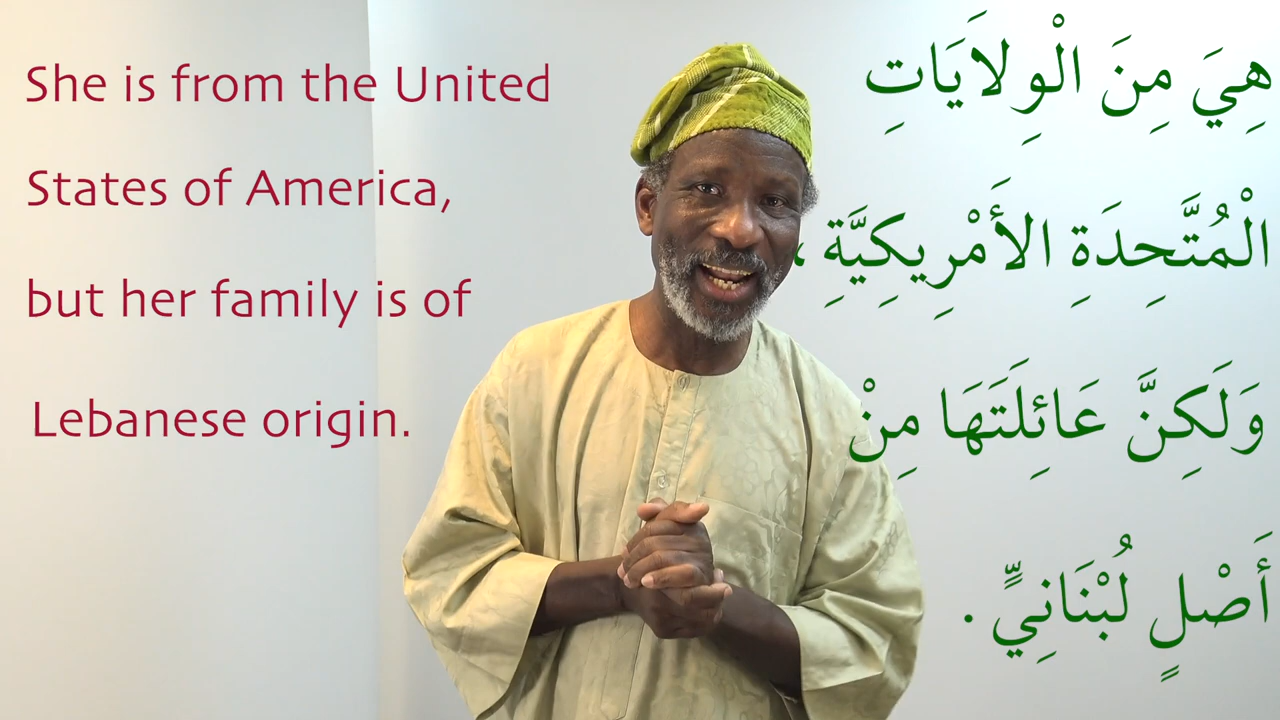 She is from the United
States of America,
but her family is of
Lebanese origin.
هِيَ مِنَ الْوِلَايَاتِ
الْمُتَّحِدَةِ الأَمْرِيكِيَّةِ ،
وَلَكِنَّ عَائِلَتَهَا مِنْ
أَصْلٍ لُبْنَانِيٍّ .